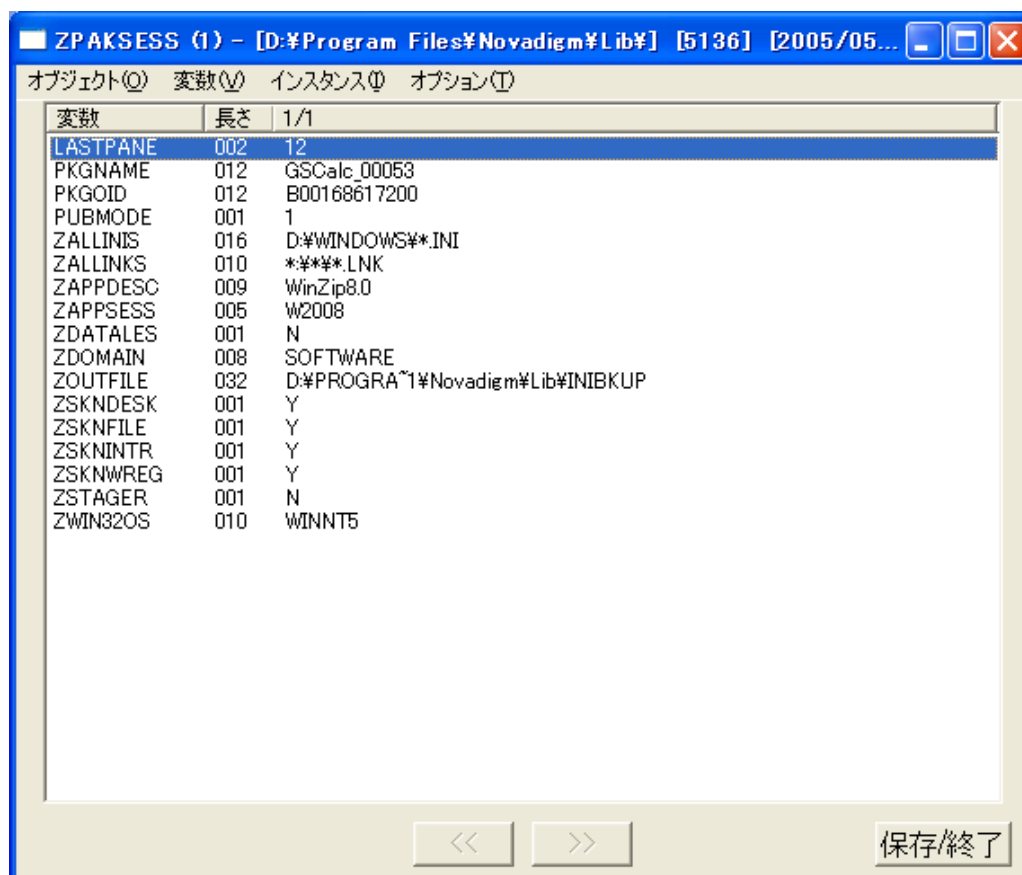 ZPAKSESS (1) - [D:¥Program Files¥Novadigm¥Lib¥] [5136] [2005/05...
オブジェクト(O) 変数(V) インスタンス(I) オプション(T)
変数 長さ 1/1
LASTPANE 002 12
PKGNAME 012 GSCalc_00053
PKGOID 012 B00168617200
PUBMODE 001 1
ZALLINIS 016 D:¥WINDOWS¥*.INI
ZALLINKS 010 *:¥*¥*.LNK
ZAPPDESC 009 WinZip8.0
ZAPPSESS 005 W2008
ZDATALES 001 N
ZDOMAIN 008 SOFTWARE
ZOUTFILE 032 D:¥PROGRA~1¥Novadigm¥Lib¥INIBKUP
ZSKNDESK 001 Y
ZSKNFILE 001 Y
ZSKNINTR 001 Y
ZSKNWREG 001 Y
ZSTAGER 001 N
ZWIN32OS 010 WINNT5
<< >> 保存/終了